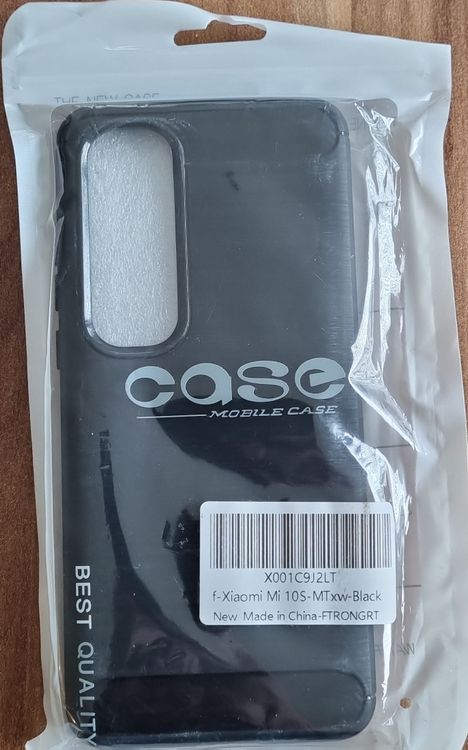 THE NEW CASE
case
MOBILE CASE
X001C9J2LT
f-Xiaomi Mi 10S-MTxw-Black
New Made in China-FTRONGRT
BEST QUALITY